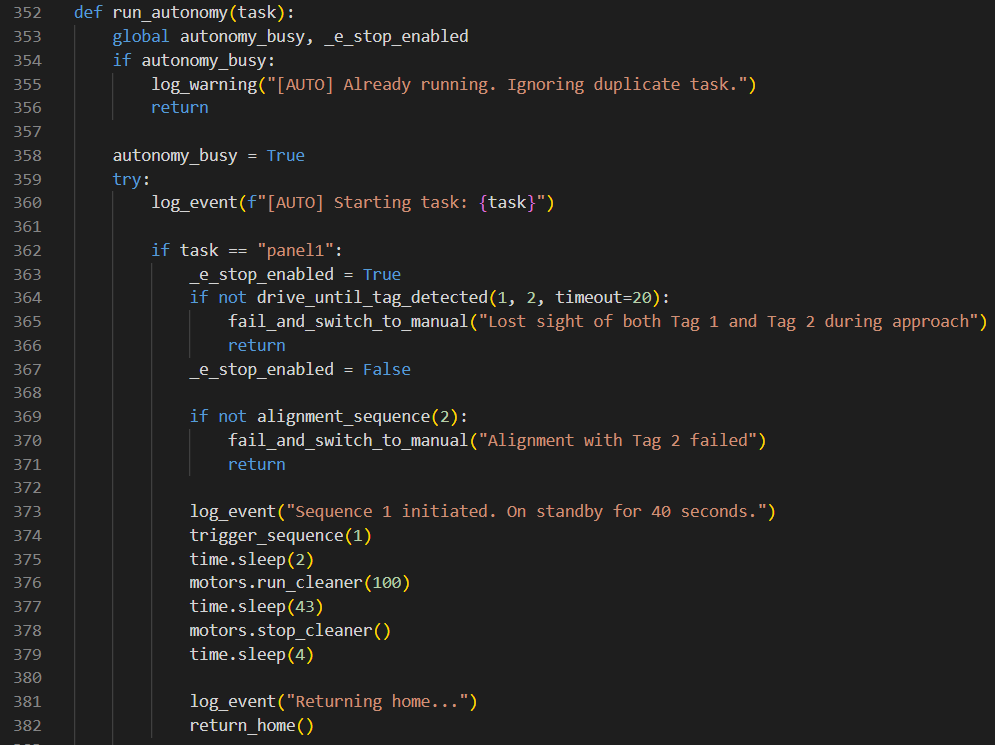 352 def run_autonomy(task):
353     global autonomy_busy, _e_stop_enabled
354     if autonomy_busy:
355         log_warning("[AUTO] Already running. Ignoring duplicate task.")
356         return
357
358     autonomy_busy = True
359     try:
360         log_event(f"[AUTO] Starting task: {task}")
361
362         if task == "panel1":
363             _e_stop_enabled = True
364             if not drive_until_tag_detected(1, 2, timeout=20):
365                 fail_and_switch_to_manual("Lost sight of both Tag 1 and Tag 2 during approach")
366                 return
367             _e_stop_enabled = False
368
369             if not alignment_sequence(2):
370                 fail_and_switch_to_manual("Alignment with Tag 2 failed")
371                 return
372
373             log_event("Sequence 1 initiated. On standby for 40 seconds.")
374             trigger_sequence(1)
375             time.sleep(2)
376             motors.run_cleaner(100)
377             time.sleep(43)
378             motors.stop_cleaner()
379             time.sleep(4)
380
381             log_event("Returning home...")
382             return_home()